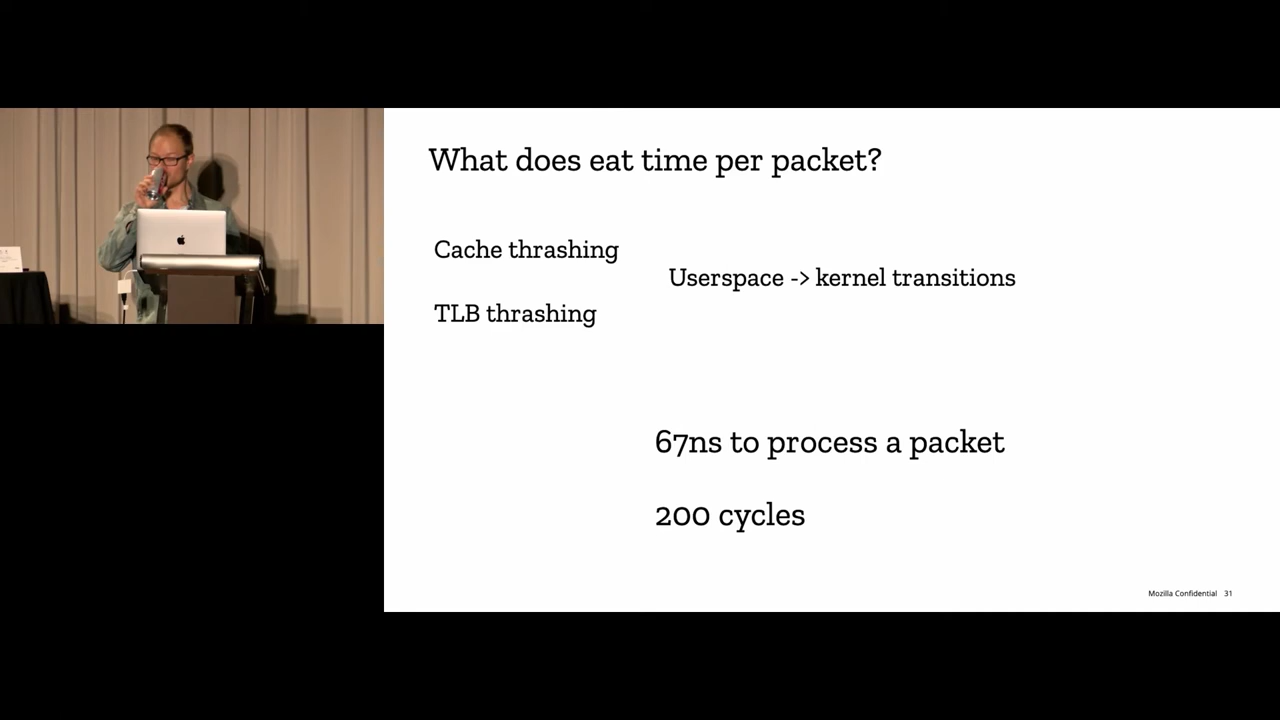 What does eat time per packet?
Cache thrashing
Userspace -> kernel transitions
TLB thrashing
67ns to process a packet
200 cycles
Mozilla Confidential 31